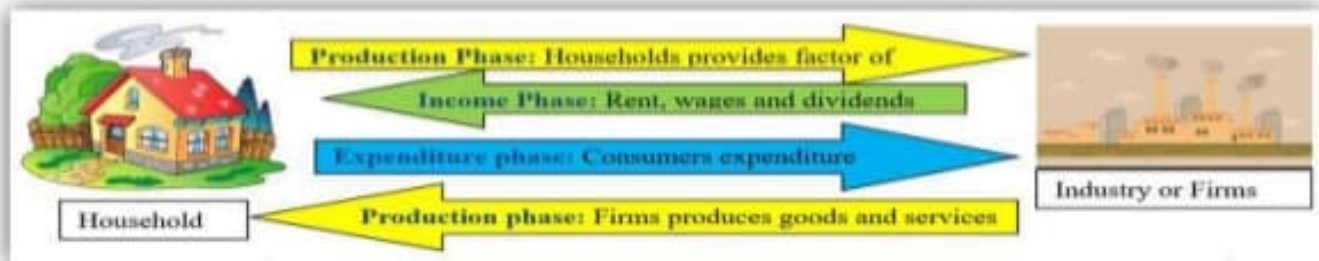 Production Phase: Households provides factor of
Income Phase: Rent, wages and dividends
Expenditure phase: Consumers expenditure
Industry or Firms
Household
Production phase: Firms produces goods and services